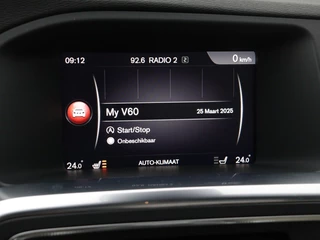 09:12 92.6 RADIO 2 2 0 km/h
My V60 25 Maart 2025
Start/Stop
Onbeschikbaar
24.0° AUTO-KLIMAAT 24.0°